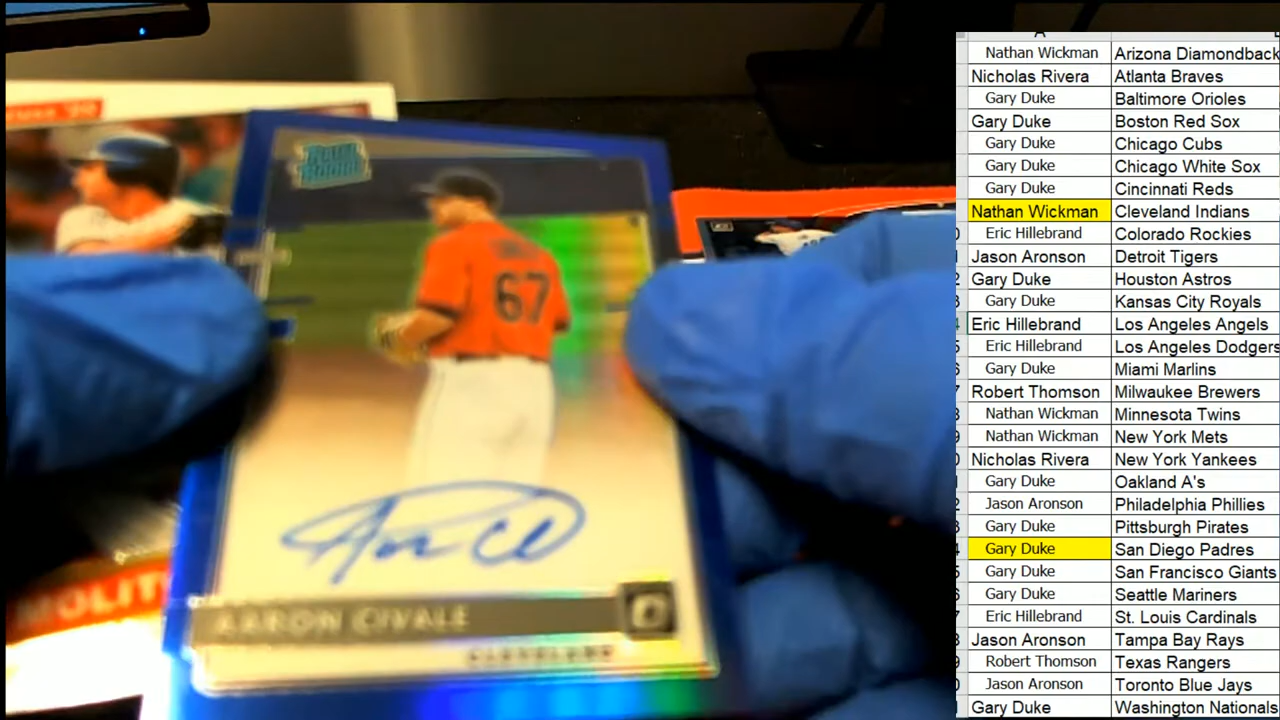 A
Nathan Wickman Arizona Diamondback
Nicholas Rivera Atlanta Braves
Gary Duke Baltimore Orioles
Gary Duke Boston Red Sox
Gary Duke Chicago Cubs
Gary Duke Chicago White Sox
Gary Duke Cincinnati Reds
Nathan Wickman Cleveland Indians
Eric Hillebrand Colorado Rockies
Jason Aronson Detroit Tigers
Gary Duke Houston Astros
Gary Duke Kansas City Royals
Eric Hillebrand Los Angeles Angels
Eric Hillebrand Los Angeles Dodgers
Gary Duke Miami Marlins
Robert Thomson Milwaukee Brewers
Nathan Wickman Minnesota Twins
Nathan Wickman New York Mets
Nicholas Rivera New York Yankees
Gary Duke Oakland A's
Jason Aronson Philadelphia Phillies
Gary Duke Pittsburgh Pirates
Gary Duke San Diego Padres
Gary Duke San Francisco Giants
Gary Duke Seattle Mariners
Eric Hillebrand St. Louis Cardinals
Jason Aronson Tampa Bay Rays
Robert Thomson Texas Rangers
Jason Aronson Toronto Blue Jays
Gary Duke Washington Nationals
67
AARON CIVALE
CLEVELAND
MOLIT